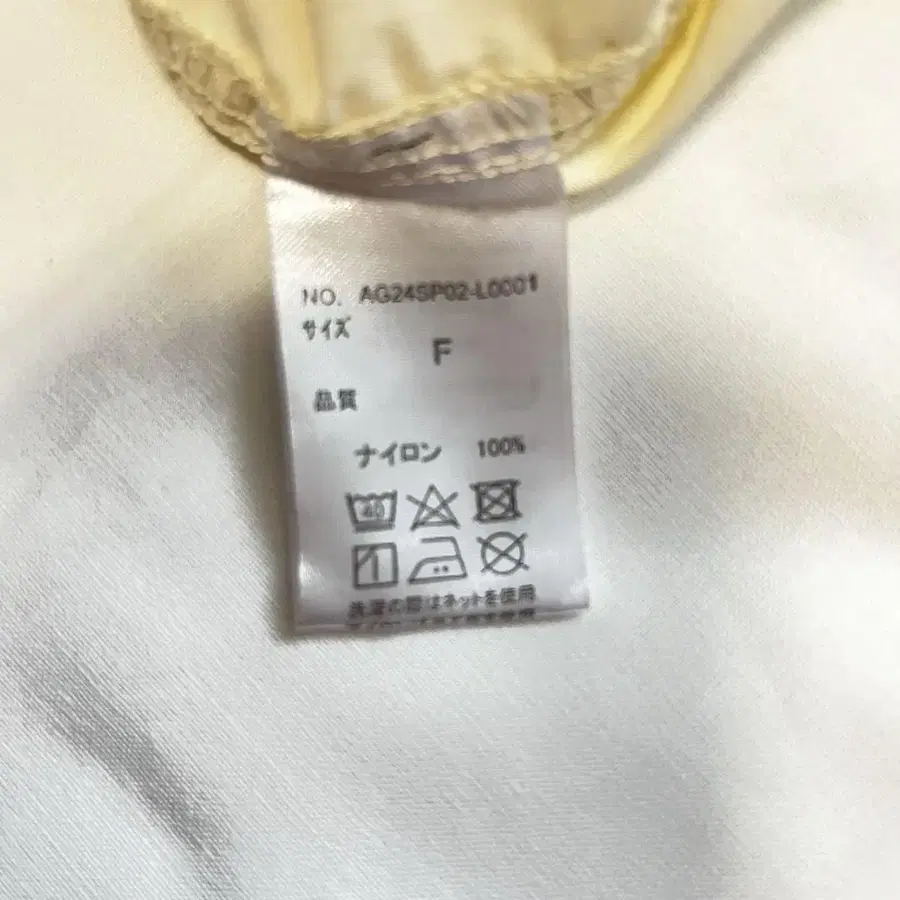 NO. AG24SP02-L0001
サイズ
F
品質
ナイロン 100%
40
洗濯の際はネットを使用